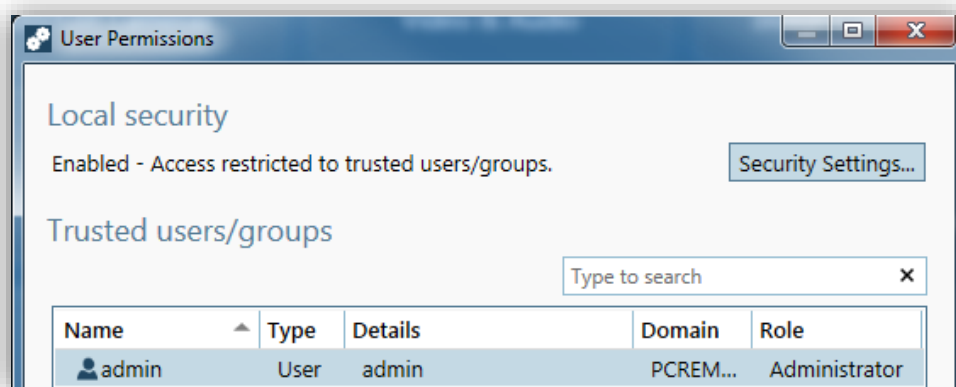 User Permissions
Local security
Enabled - Access restricted to trusted users/groups.
Security Settings...
Trusted users/groups
Type to search
Name Type Details Domain Role
admin User admin PCREM... Administrator